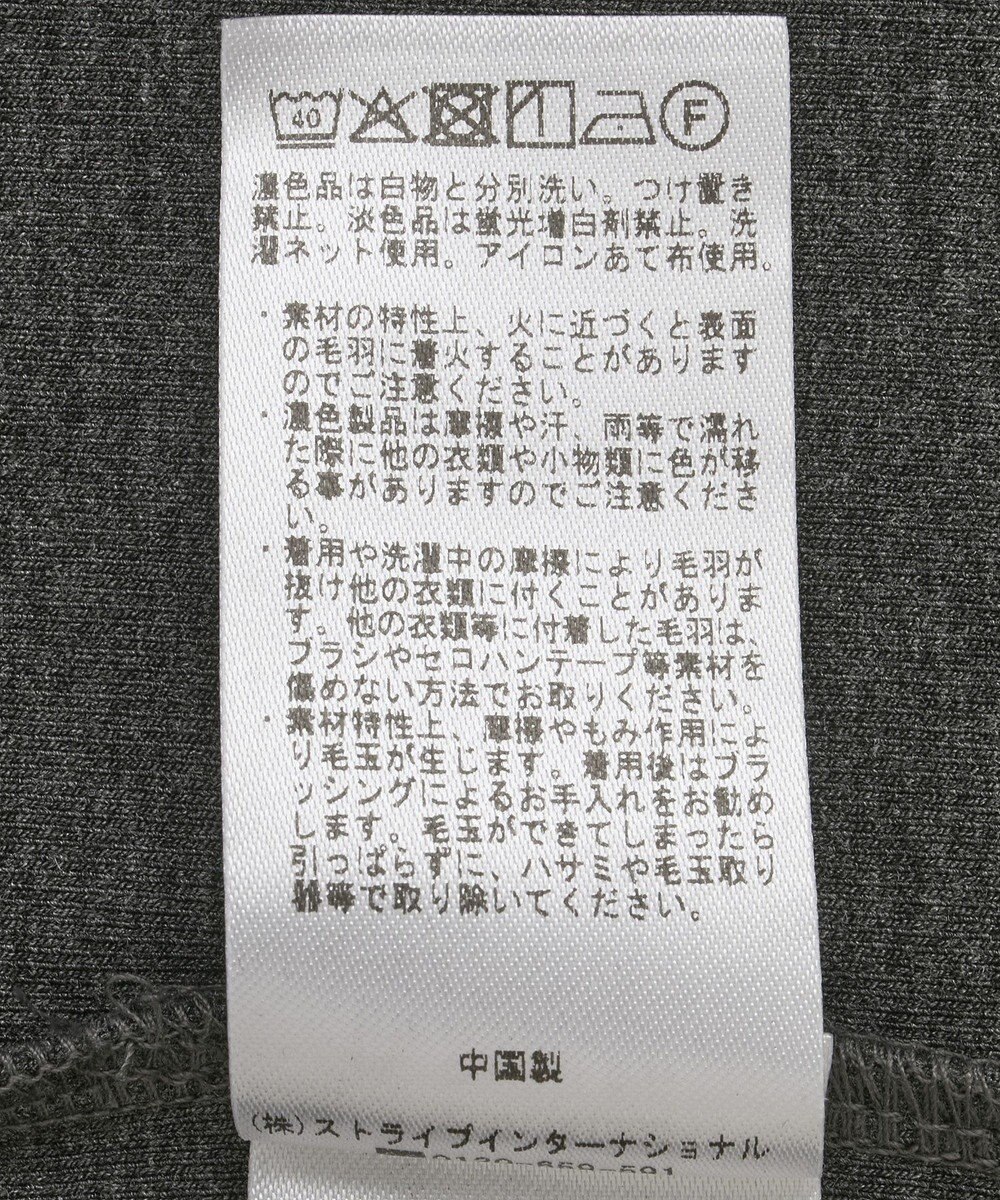 40
F
濃色品は白物と分別洗い。つけ置き
禁止。淡色品は蛍光増白剤禁止。洗
濯ネット使用。アイロンあて布使用。
・素材の特性上、火に近づくと表面
の毛羽に着火することがあります
のでご注意ください。
・濃色製品は摩擦や汗、雨等で濡れ
た際に他の衣類や小物類に色が移
る事がありますのでご注意くださ
い。
・着用や洗濯中の摩擦により毛羽が
抜け他の衣類に付くことがありま
す。他の衣類等に付着した毛羽は、
ブラシやセロハンテープ等素材を
傷めない方法でお取りください。
・素材特性上、摩擦やもみ作用によ
り毛玉が生じます。着用後はブラ
ッシングによるお手入れをお勧め
します。毛玉ができてしまったら
引っぱらずに、ハサミや毛玉取り
器等で取り除いてください。
中国製
(株)ストライプインターナショナル